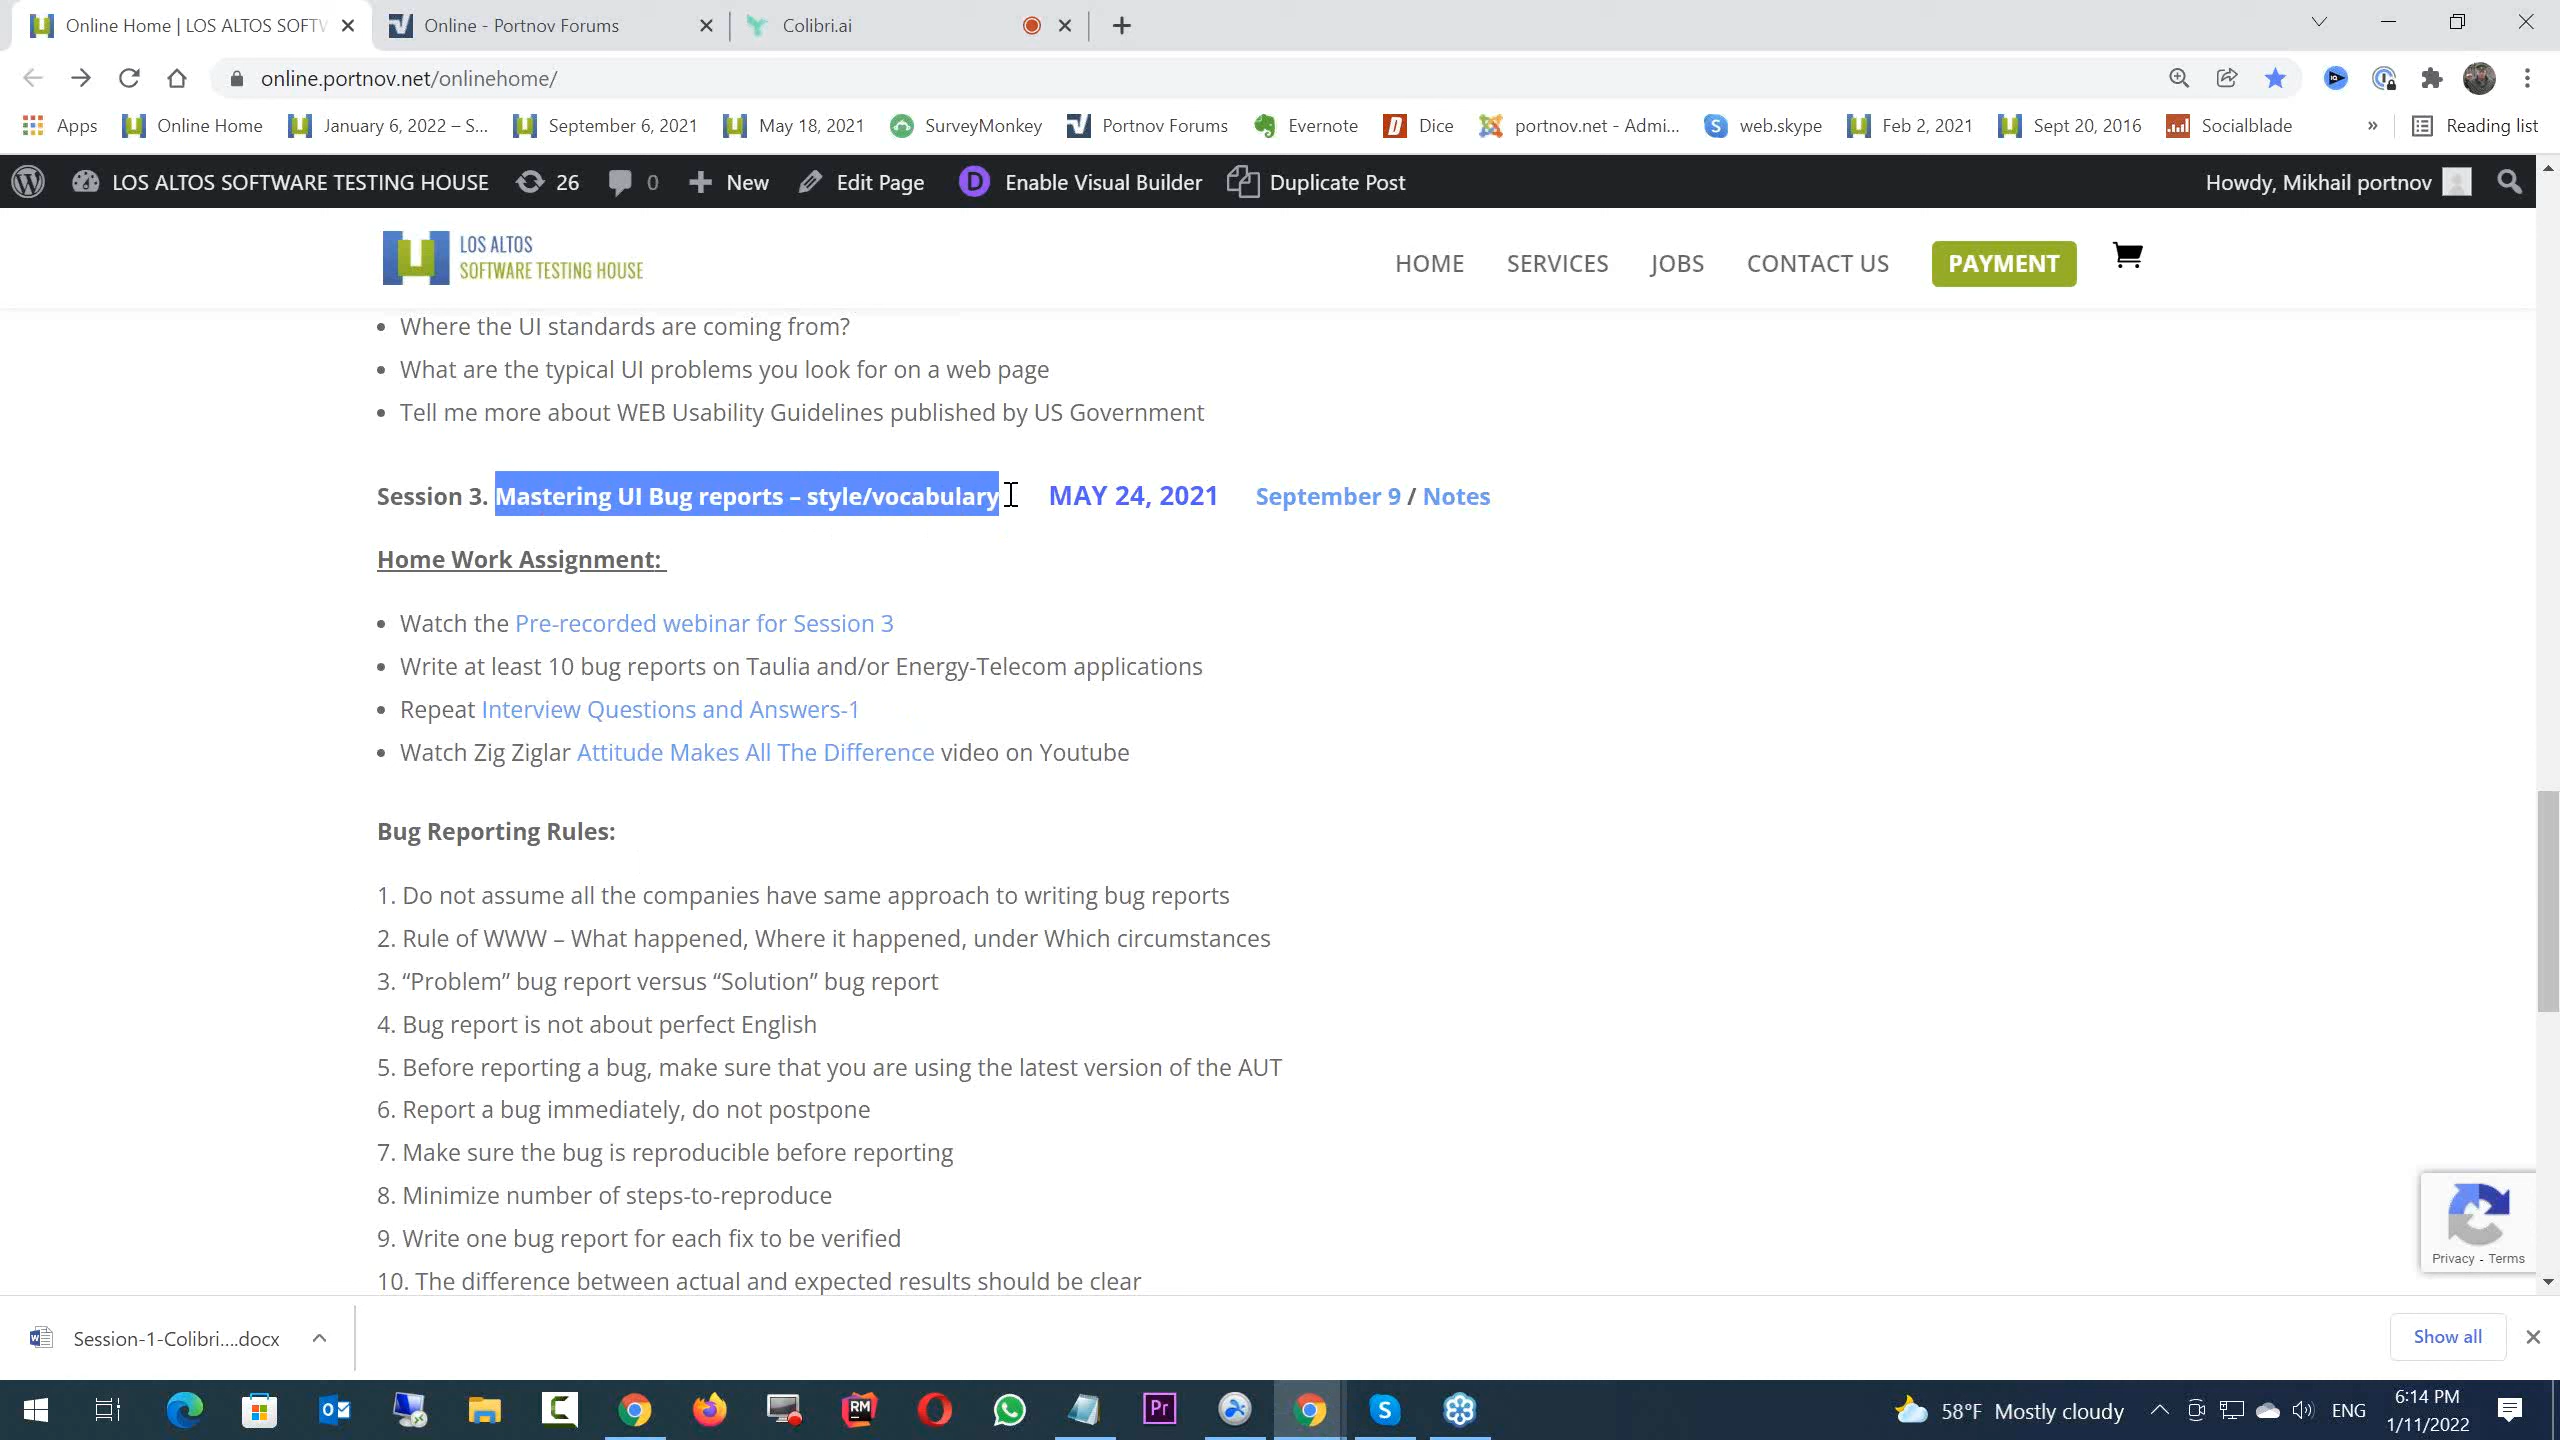 Online Home | LOS ALTOS SOFTV
Online - Portnov Forums
Colibri.ai
online.portnov.net/onlinehome/
Apps
Online Home
January 6, 2022 – S...
September 6, 2021
May 18, 2021
SurveyMonkey
Portnov Forums
Evernote
Dice
portnov.net - Admi...
web.skype
Feb 2, 2021
Sept 20, 2016
Socialblade
»
Reading list
LOS ALTOS SOFTWARE TESTING HOUSE
26
0
New
Edit Page
D
Enable Visual Builder
Duplicate Post
Howdy, Mikhail portnov
LOS ALTOS
SOFTWARE TESTING HOUSE
HOME
SERVICES
JOBS
CONTACT US
PAYMENT
• Where the UI standards are coming from?
• What are the typical UI problems you look for on a web page
• Tell me more about WEB Usability Guidelines published by US Government
Session 3. Mastering UI Bug reports – style/vocabulary MAY 24, 2021 September 9 / Notes
Home Work Assignment:
• Watch the Pre-recorded webinar for Session 3
• Write at least 10 bug reports on Taulia and/or Energy-Telecom applications
• Repeat Interview Questions and Answers-1
• Watch Zig Ziglar Attitude Makes All The Difference video on Youtube
Bug Reporting Rules:
1. Do not assume all the companies have same approach to writing bug reports
2. Rule of WWW – What happened, Where it happened, under Which circumstances
3. “Problem” bug report versus “Solution” bug report
4. Bug report is not about perfect English
5. Before reporting a bug, make sure that you are using the latest version of the AUT
6. Report a bug immediately, do not postpone
7. Make sure the bug is reproducible before reporting
8. Minimize number of steps-to-reproduce
9. Write one bug report for each fix to be verified
10. The difference between actual and expected results should be clear
Privacy - Terms
Session-1-Colibri....docx
Show all
58°F Mostly cloudy
ENG
6:14 PM
1/11/2022